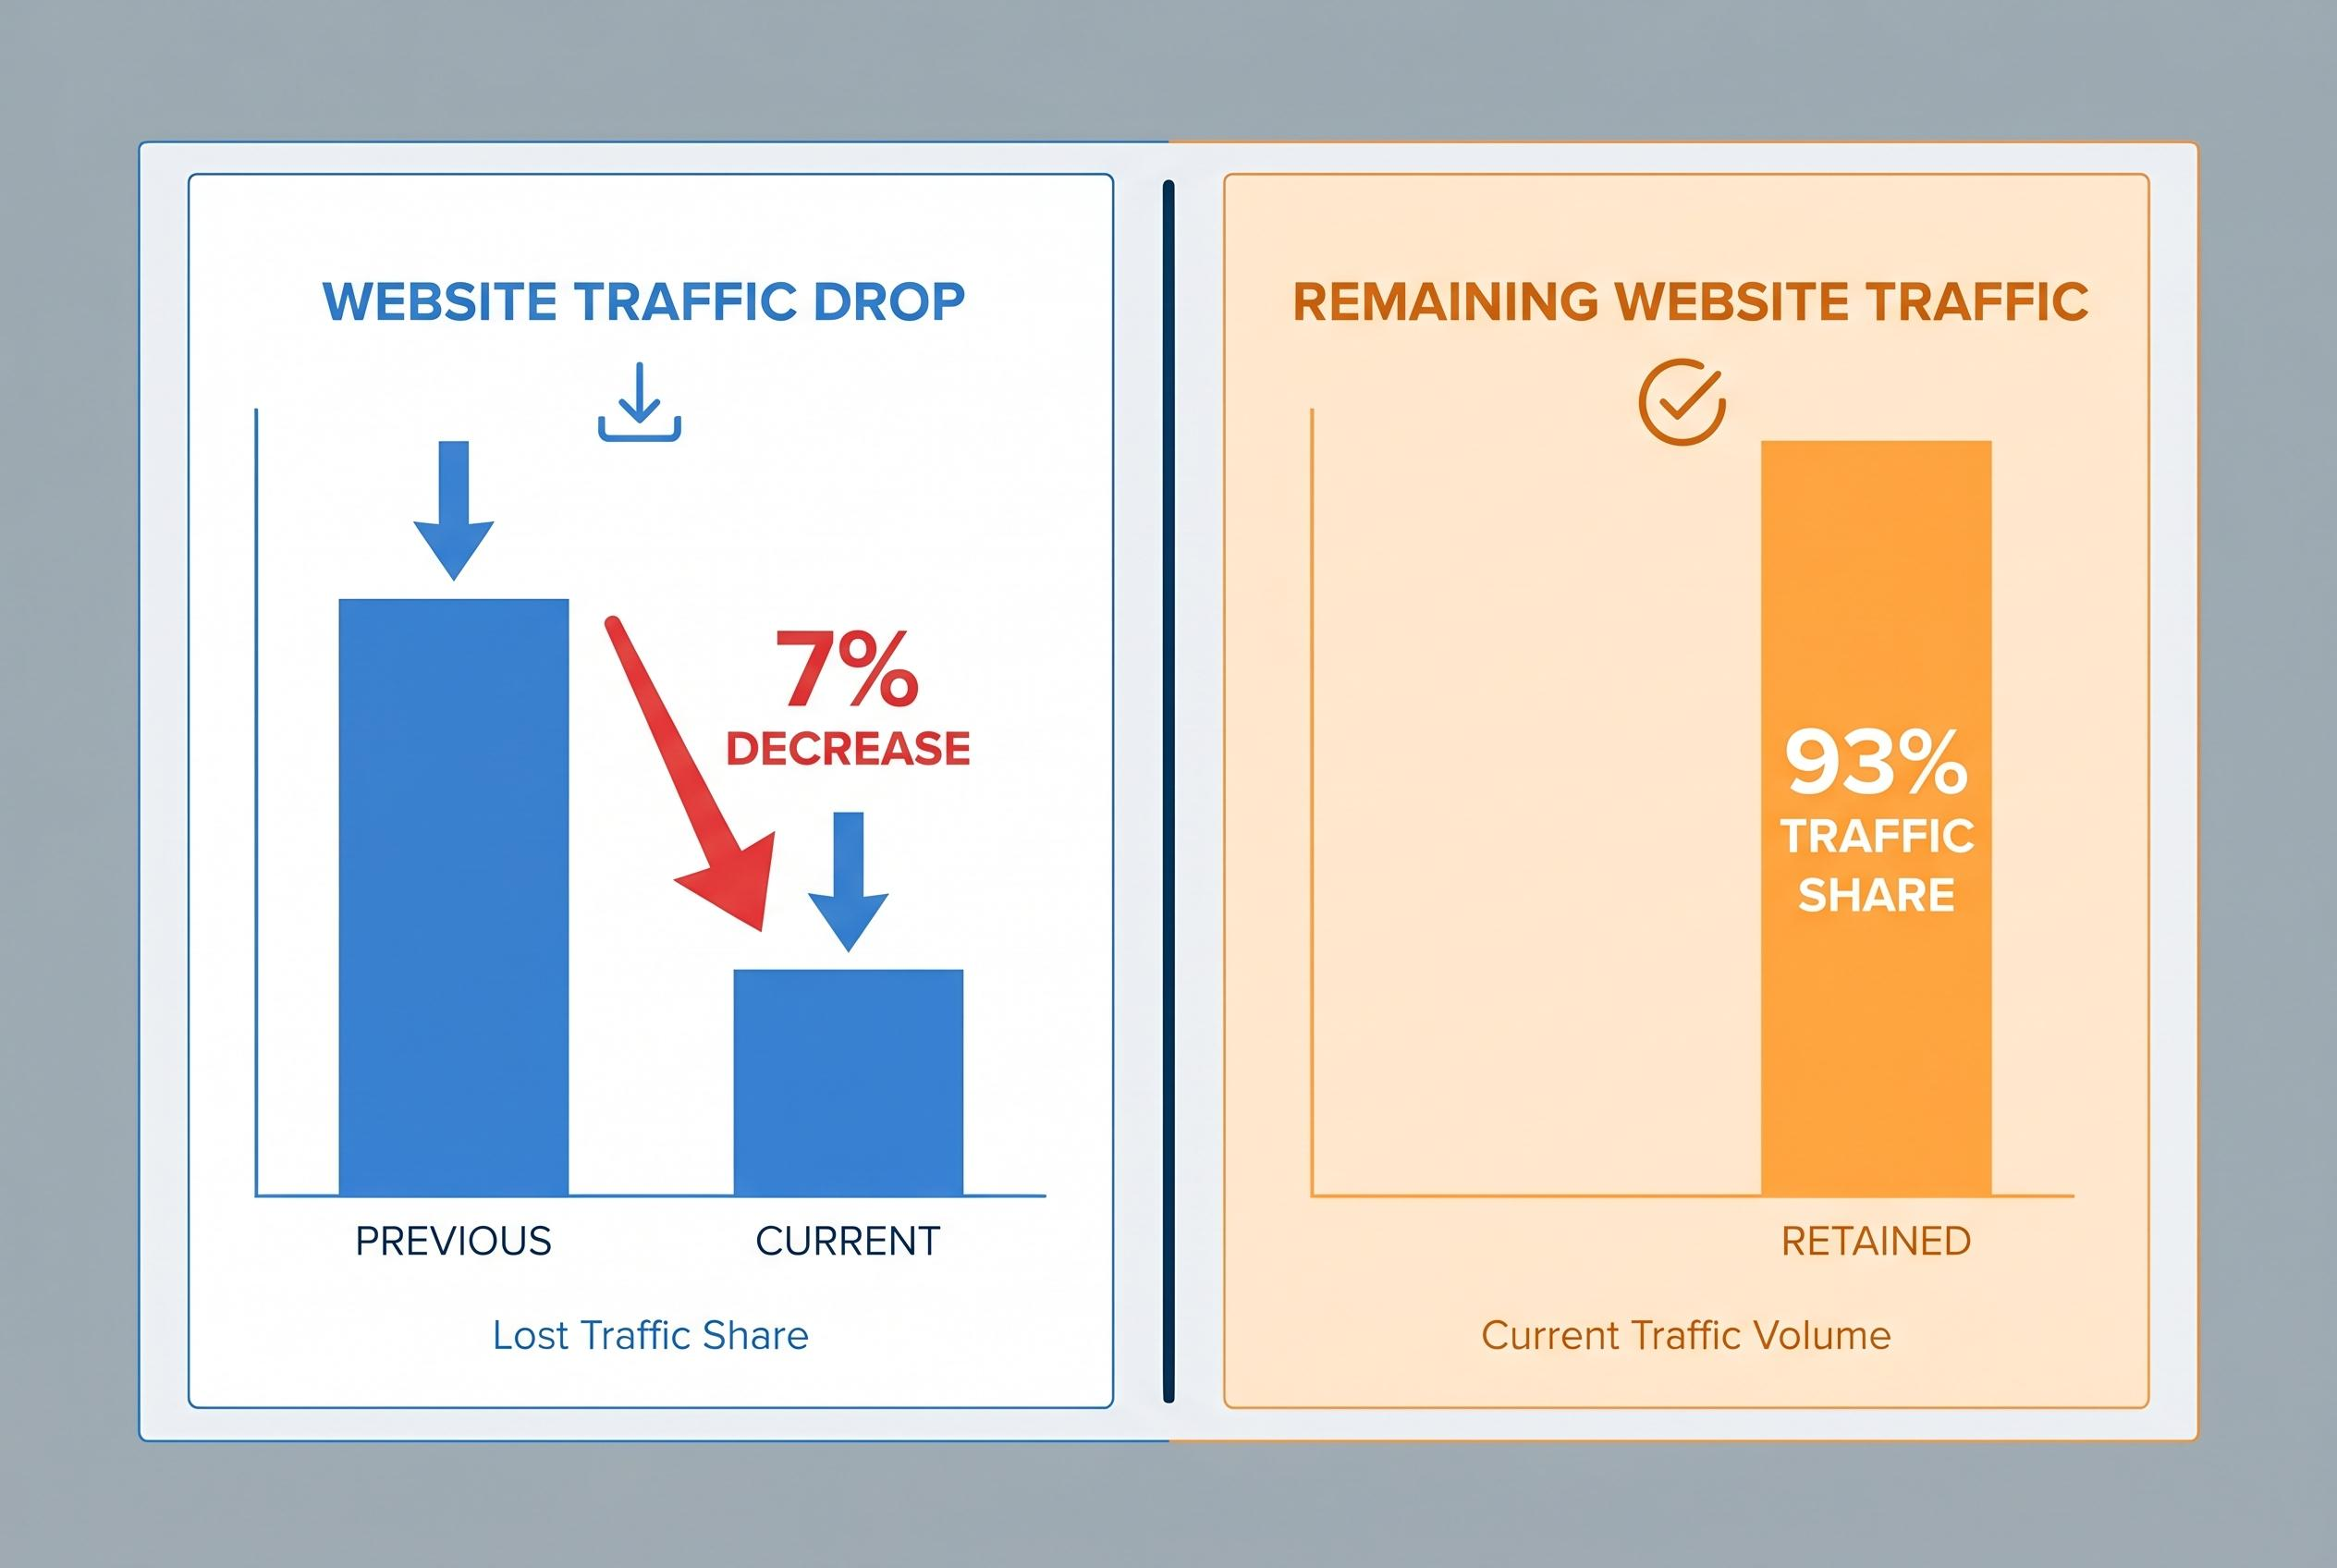 WEBSITE TRAFFIC DROP
7%
DECREASE
PREVIOUS
CURRENT
Lost Traffic Share
REMAINING WEBSITE TRAFFIC
93%
TRAFFIC
SHARE
RETAINED
Current Traffic Volume